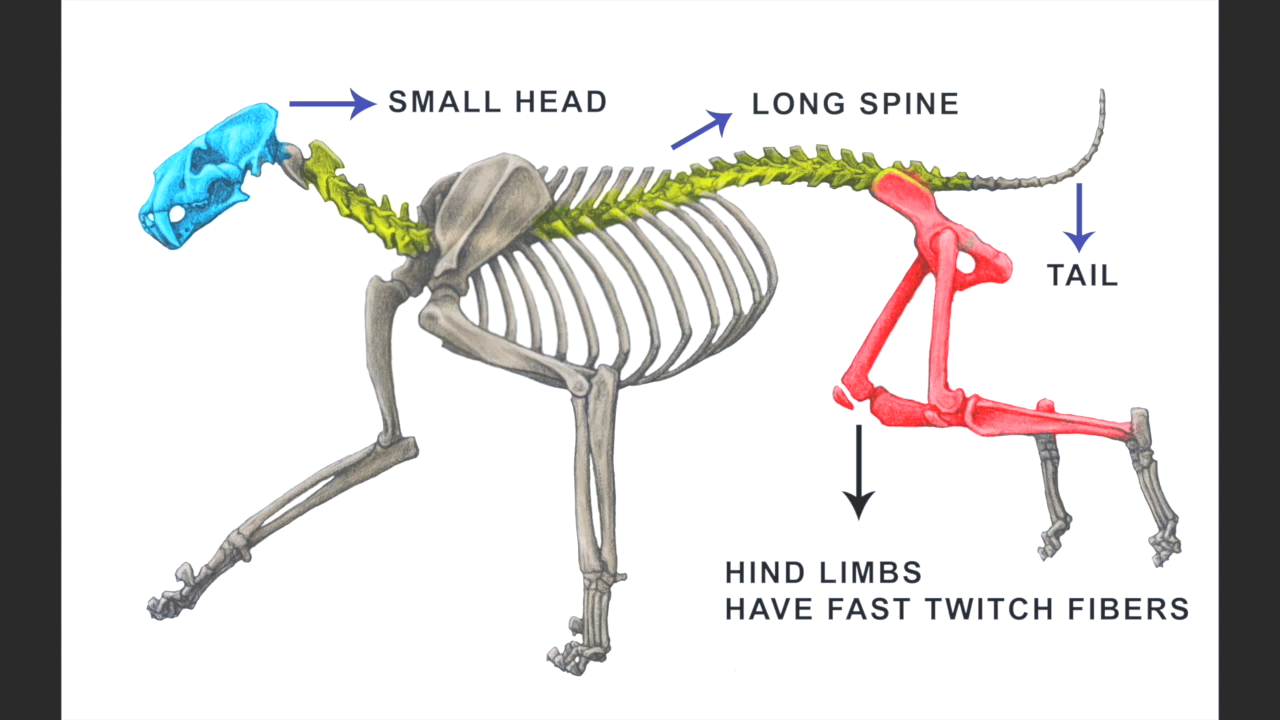 SMALL HEAD
LONG SPINE
TAIL
HIND LIMBS
HAVE FAST TWITCH FIBERS